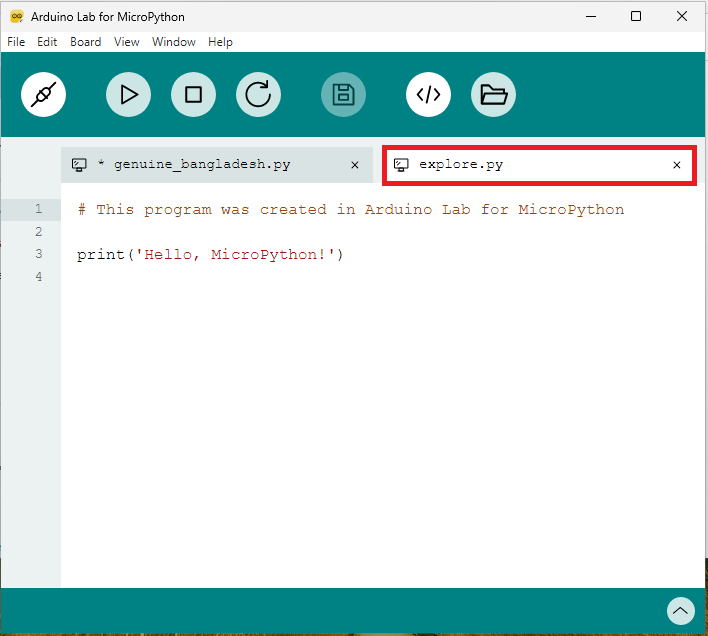 Arduino Lab for MicroPython
File Edit Board View Window Help
* genuine_bangladesh.py × explore.py ×
1 # This program was created in Arduino Lab for MicroPython
2
3 print('Hello, MicroPython!')
4